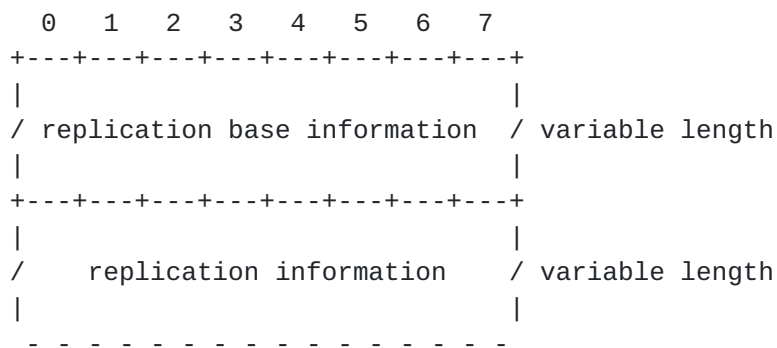 0   1   2   3   4   5   6   7
+---+---+---+---+---+---+---+---+
|                               |
/ replication base information  / variable length
|                               |
+---+---+---+---+---+---+---+---+
|                               |
/    replication information    / variable length
|                               |
 - - - - - - - - - - - - - - - -